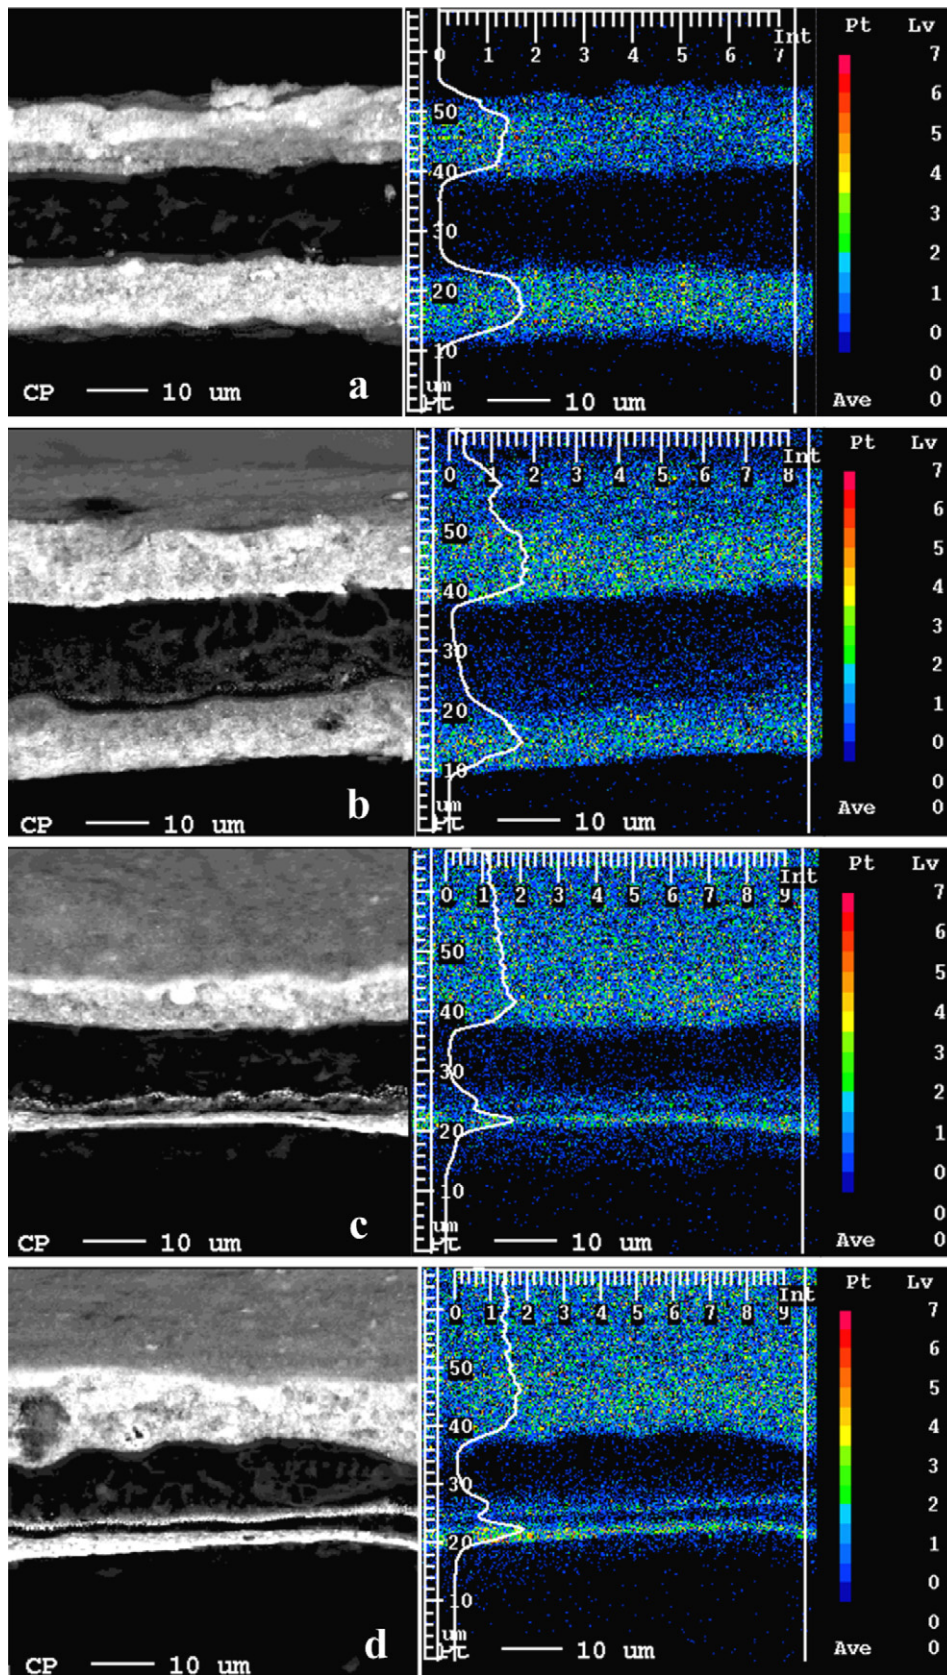 0 1 2 3 4 5 6 7 Int
50
40
30
20
10
um
CP 10 um a
Pt 10 um
Pt Lv
7
6
5
4
3
2
1
0
0
Ave 0
0 1 2 3 4 5 6 7 8 Int
50
40
30
20
10
um
CP 10 um b
Pt 10 um
Pt Lv
7
6
5
4
3
2
1
0
0
Ave 0
0 1 2 3 4 5 6 7 8 9 Int
50
40
30
20
10
um
CP 10 um c
Pt 10 um
Pt Lv
7
6
5
4
3
2
1
0
0
Ave 0
0 1 2 3 4 5 6 7 8 9 Int
50
40
30
20
10
um
CP 10 um d
Pt 10 um
Pt Lv
7
6
5
4
3
2
1
0
0
Ave 0